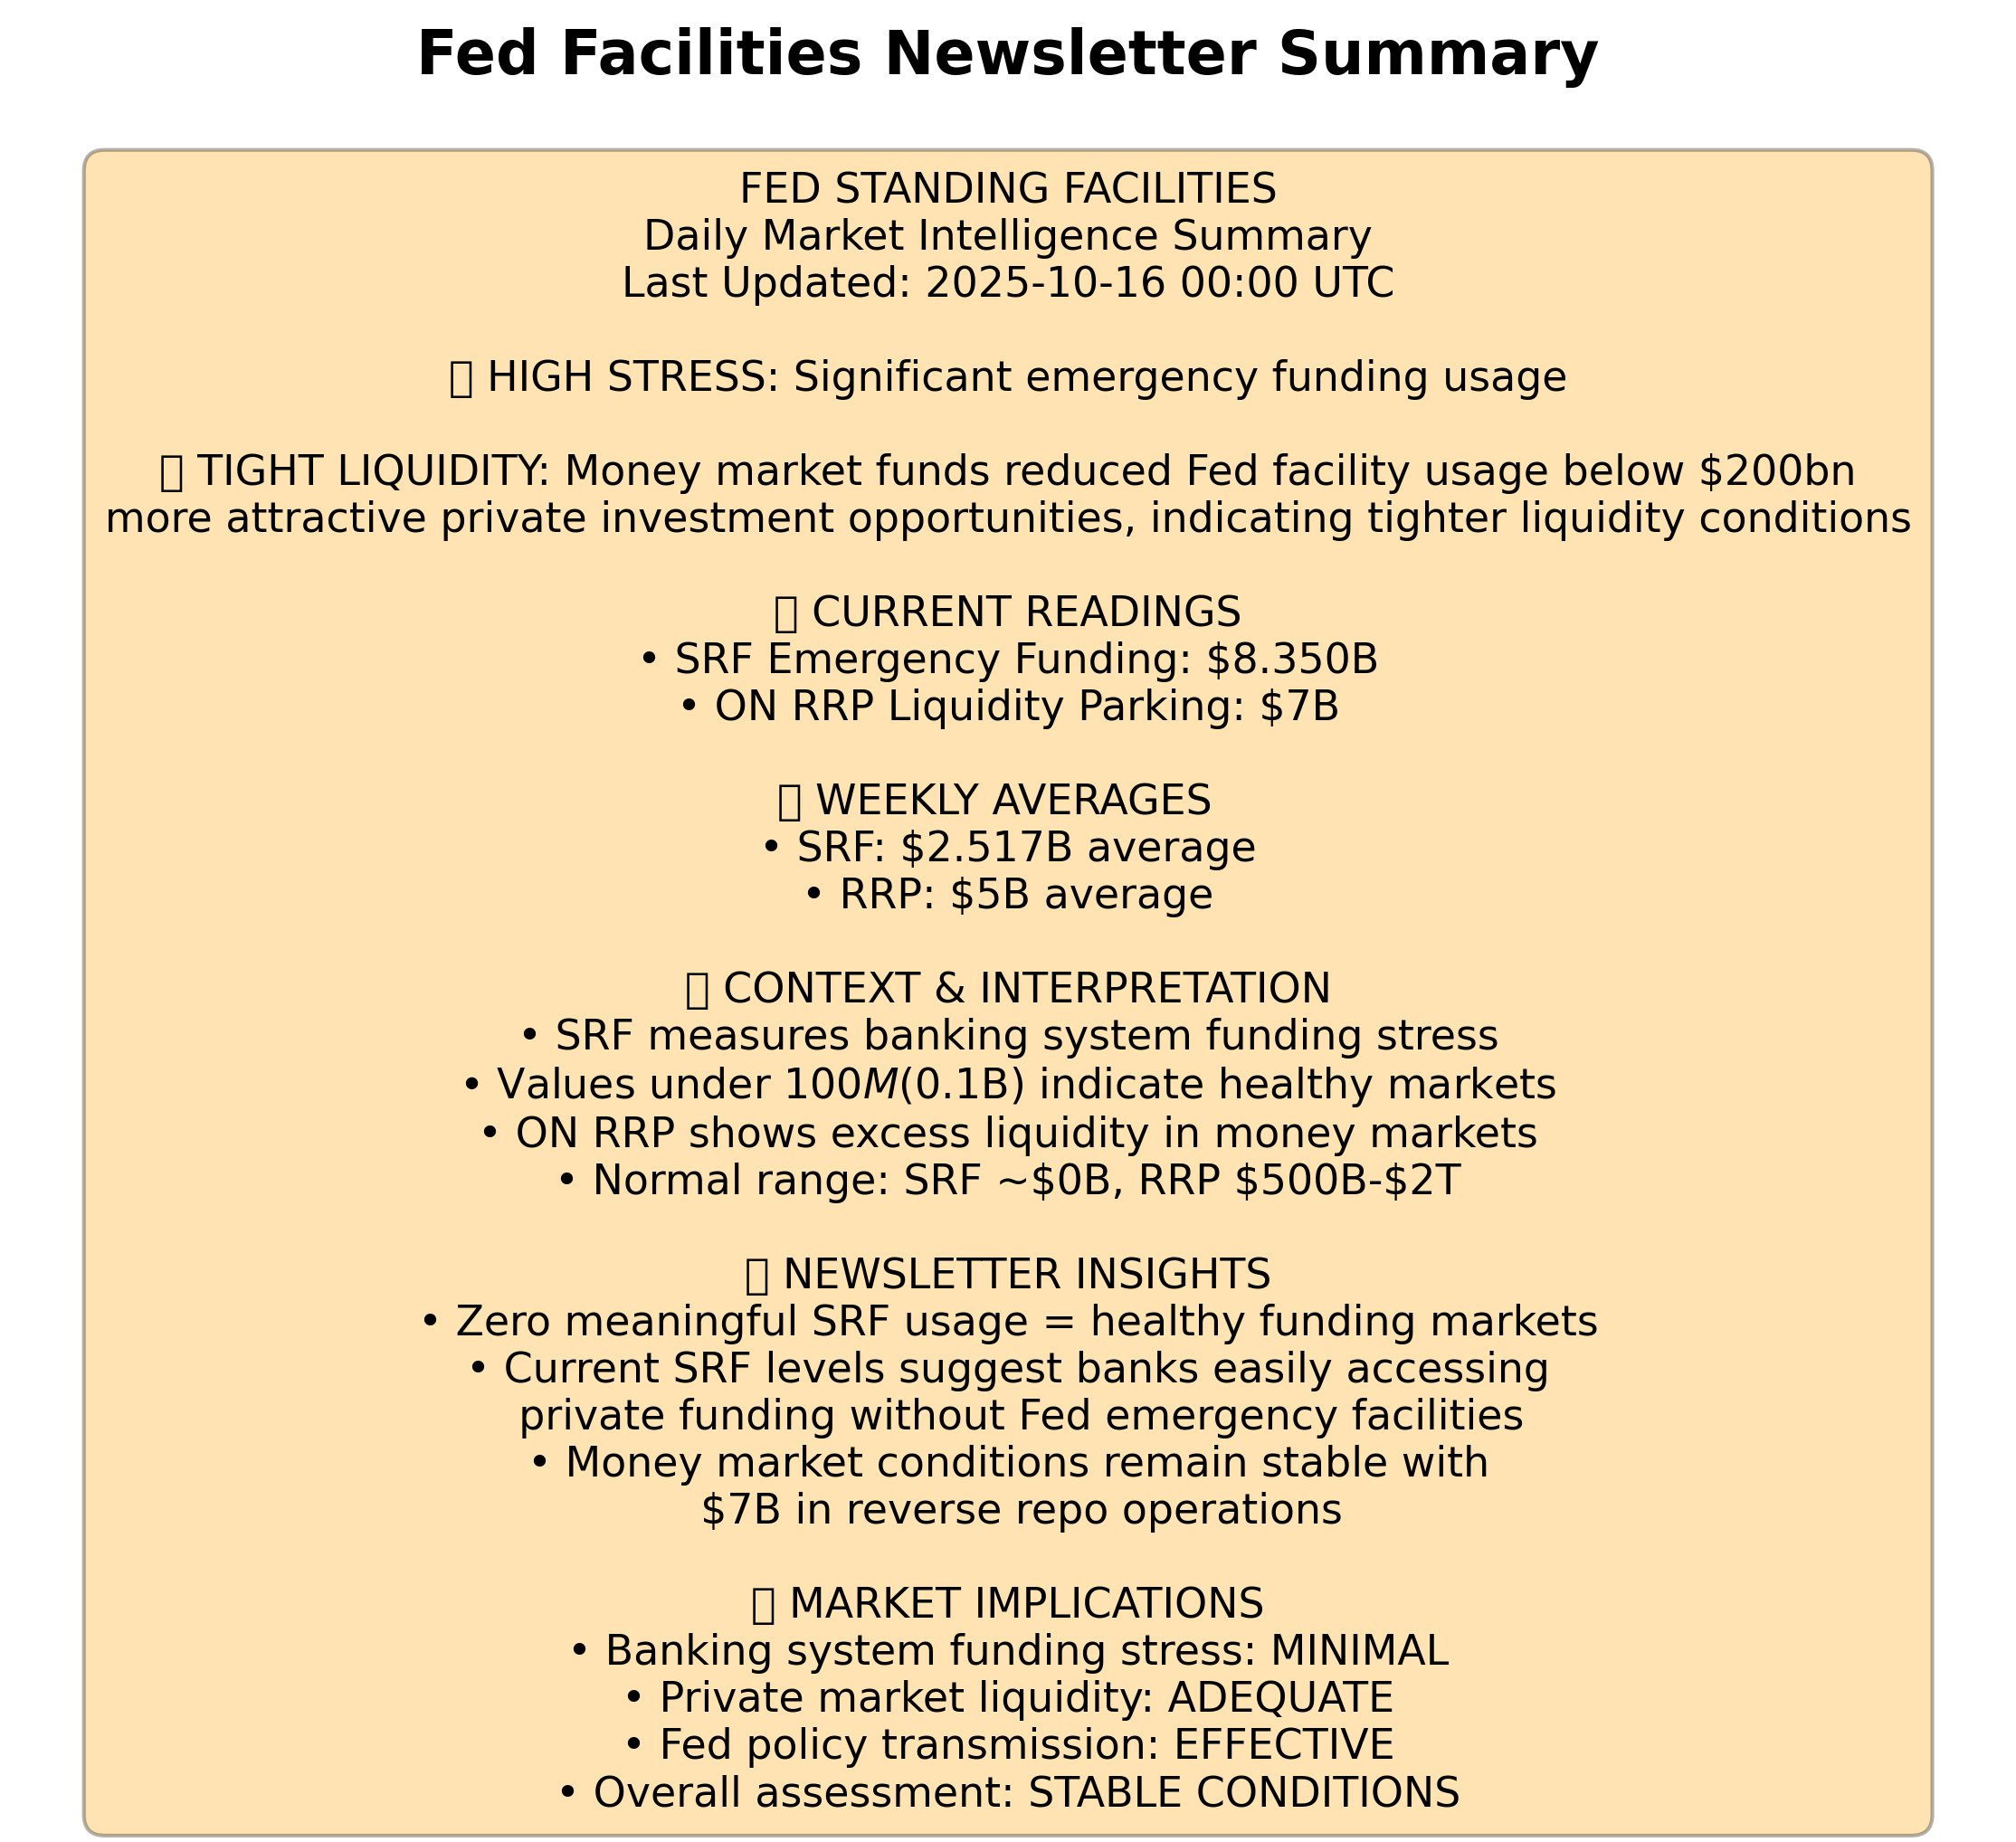 Fed Facilities Newsletter Summary
FED STANDING FACILITIES
Daily Market Intelligence Summary
Last Updated: 2025-10-16 00:00 UTC
▯ HIGH STRESS: Significant emergency funding usage
▯ TIGHT LIQUIDITY: Money market funds reduced Fed facility usage below $200bn
more attractive private investment opportunities, indicating tighter liquidity conditions
▯ CURRENT READINGS
• SRF Emergency Funding: $8.350B
• ON RRP Liquidity Parking: $7B
▯ WEEKLY AVERAGES
• SRF: $2.517B average
• RRP: $5B average
▯ CONTEXT & INTERPRETATION
• SRF measures banking system funding stress
• Values under 100M(0.1B) indicate healthy markets
• ON RRP shows excess liquidity in money markets
• Normal range: SRF ~$0B, RRP $500B-$2T
▯ NEWSLETTER INSIGHTS
• Zero meaningful SRF usage = healthy funding markets
• Current SRF levels suggest banks easily accessing
private funding without Fed emergency facilities
• Money market conditions remain stable with
$7B in reverse repo operations
▯ MARKET IMPLICATIONS
• Banking system funding stress: MINIMAL
• Private market liquidity: ADEQUATE
• Fed policy transmission: EFFECTIVE
• Overall assessment: STABLE CONDITIONS